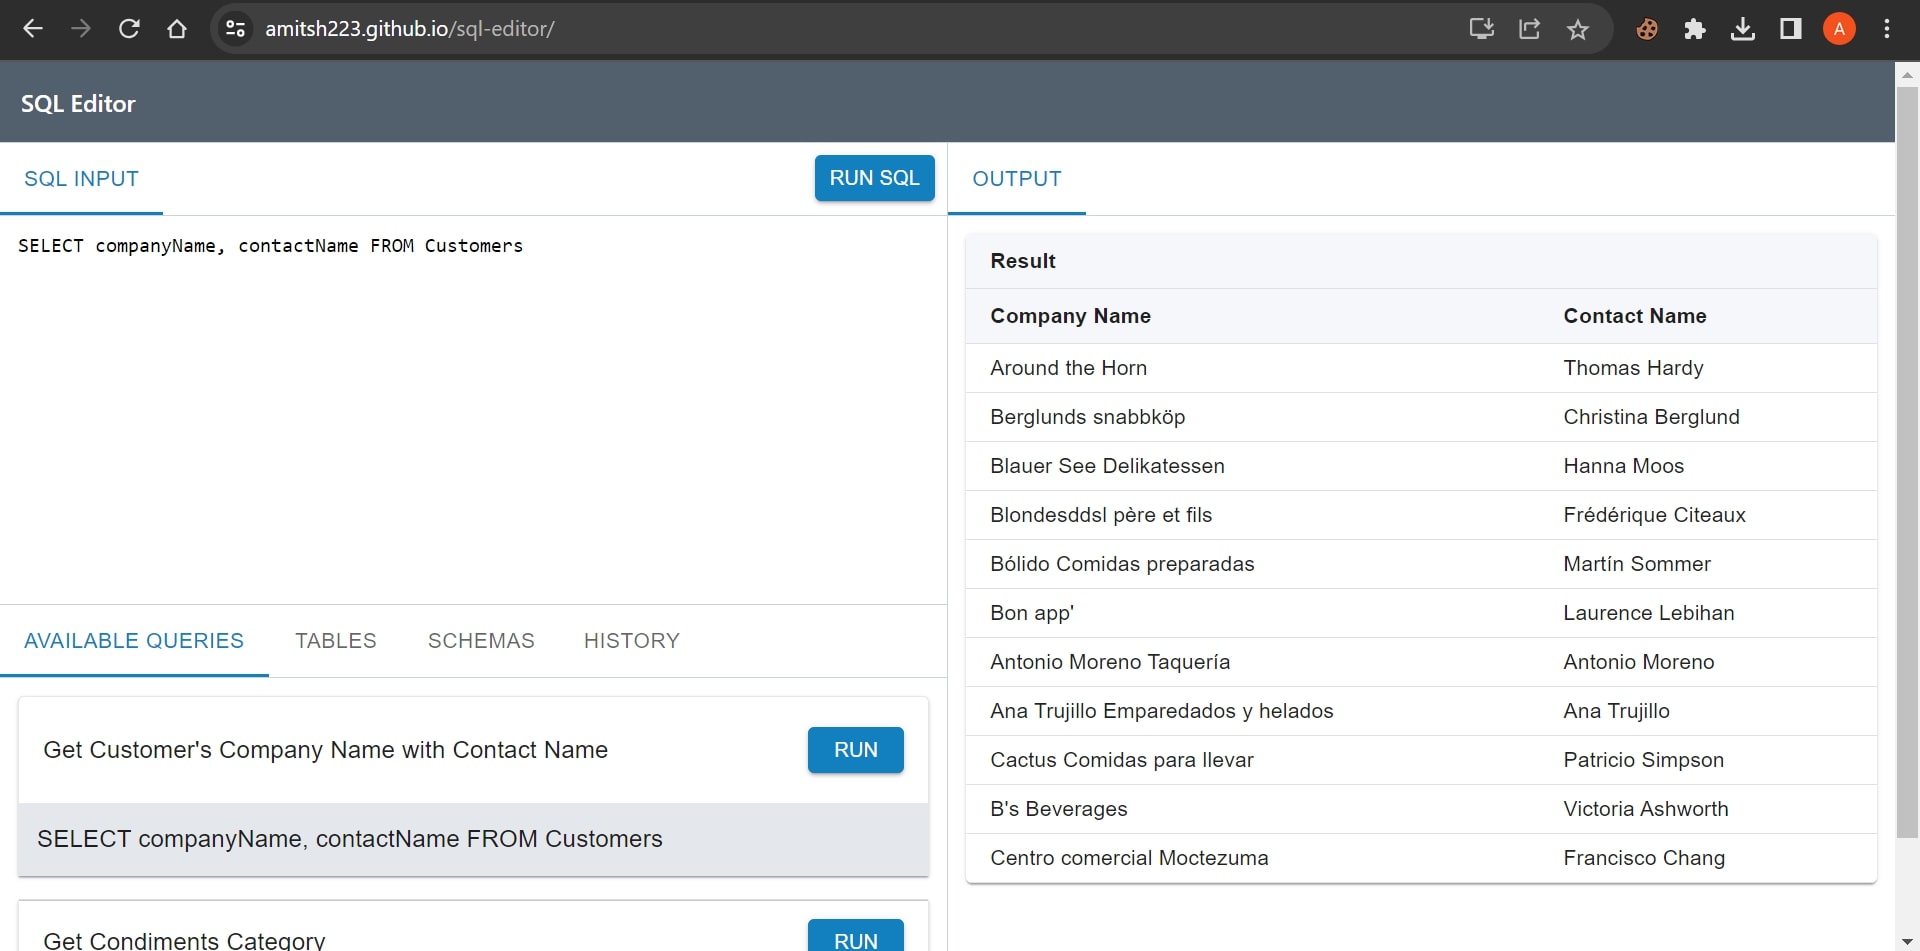 amitsh223.github.io/sql-editor/
A
SQL Editor
SQL INPUT
RUN SQL
SELECT companyName, contactName FROM Customers
AVAILABLE QUERIES TABLES SCHEMAS HISTORY
Get Customer's Company Name with Contact Name
RUN
SELECT companyName, contactName FROM Customers
Get Condiments Category
RUN
OUTPUT
Result
Company Name Contact Name
Around the Horn Thomas Hardy
Berglunds snabbköp Christina Berglund
Blauer See Delikatessen Hanna Moos
Blondesddsl père et fils Frédérique Citeaux
Bólido Comidas preparadas Martín Sommer
Bon app' Laurence Lebihan
Antonio Moreno Taquería Antonio Moreno
Ana Trujillo Emparedados y helados Ana Trujillo
Cactus Comidas para llevar Patricio Simpson
B's Beverages Victoria Ashworth
Centro comercial Moctezuma Francisco Chang